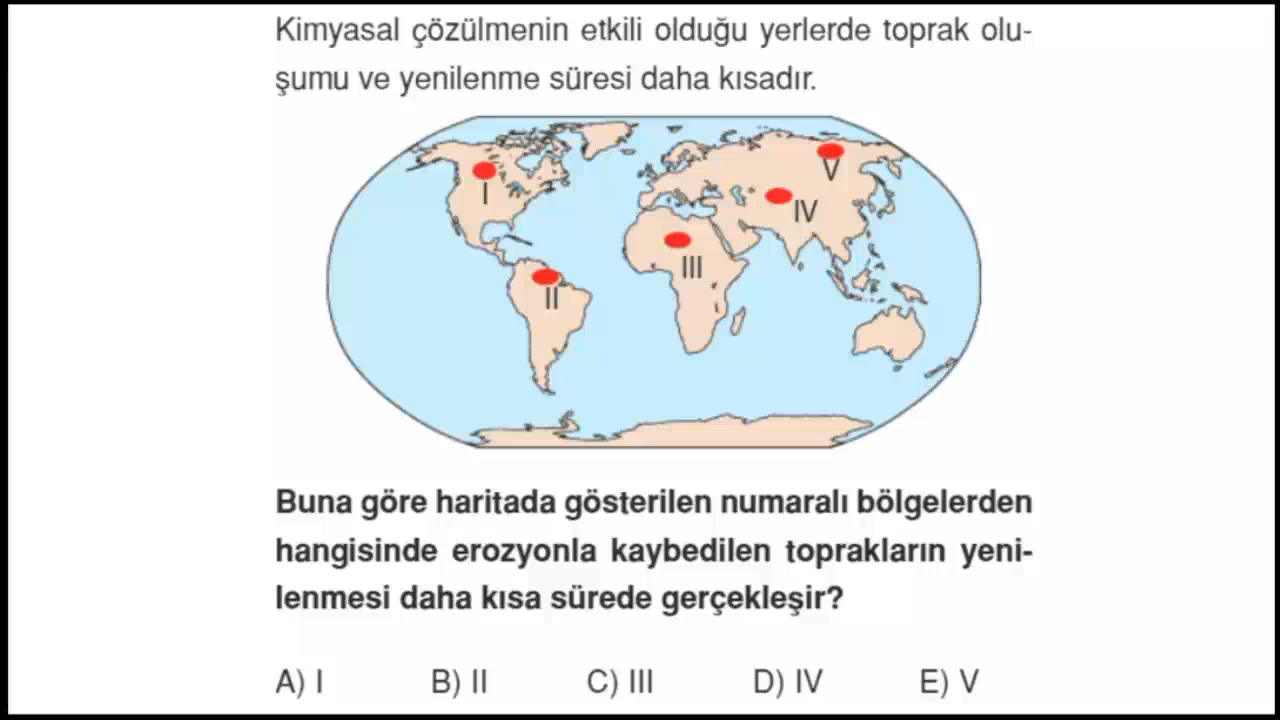 Kimyasal çözülmenin etkili olduğu yerlerde toprak olu-
şumu ve yenilenme süresi daha kısadır.
I
II
III
IV
V
Buna göre haritada gösterilen numaralı bölgelerden
hangisinde erozyonla kaybedilen toprakların yeni-
lenmesi daha kısa sürede gerçekleşir?
A) I B) II C) III D) IV E) V